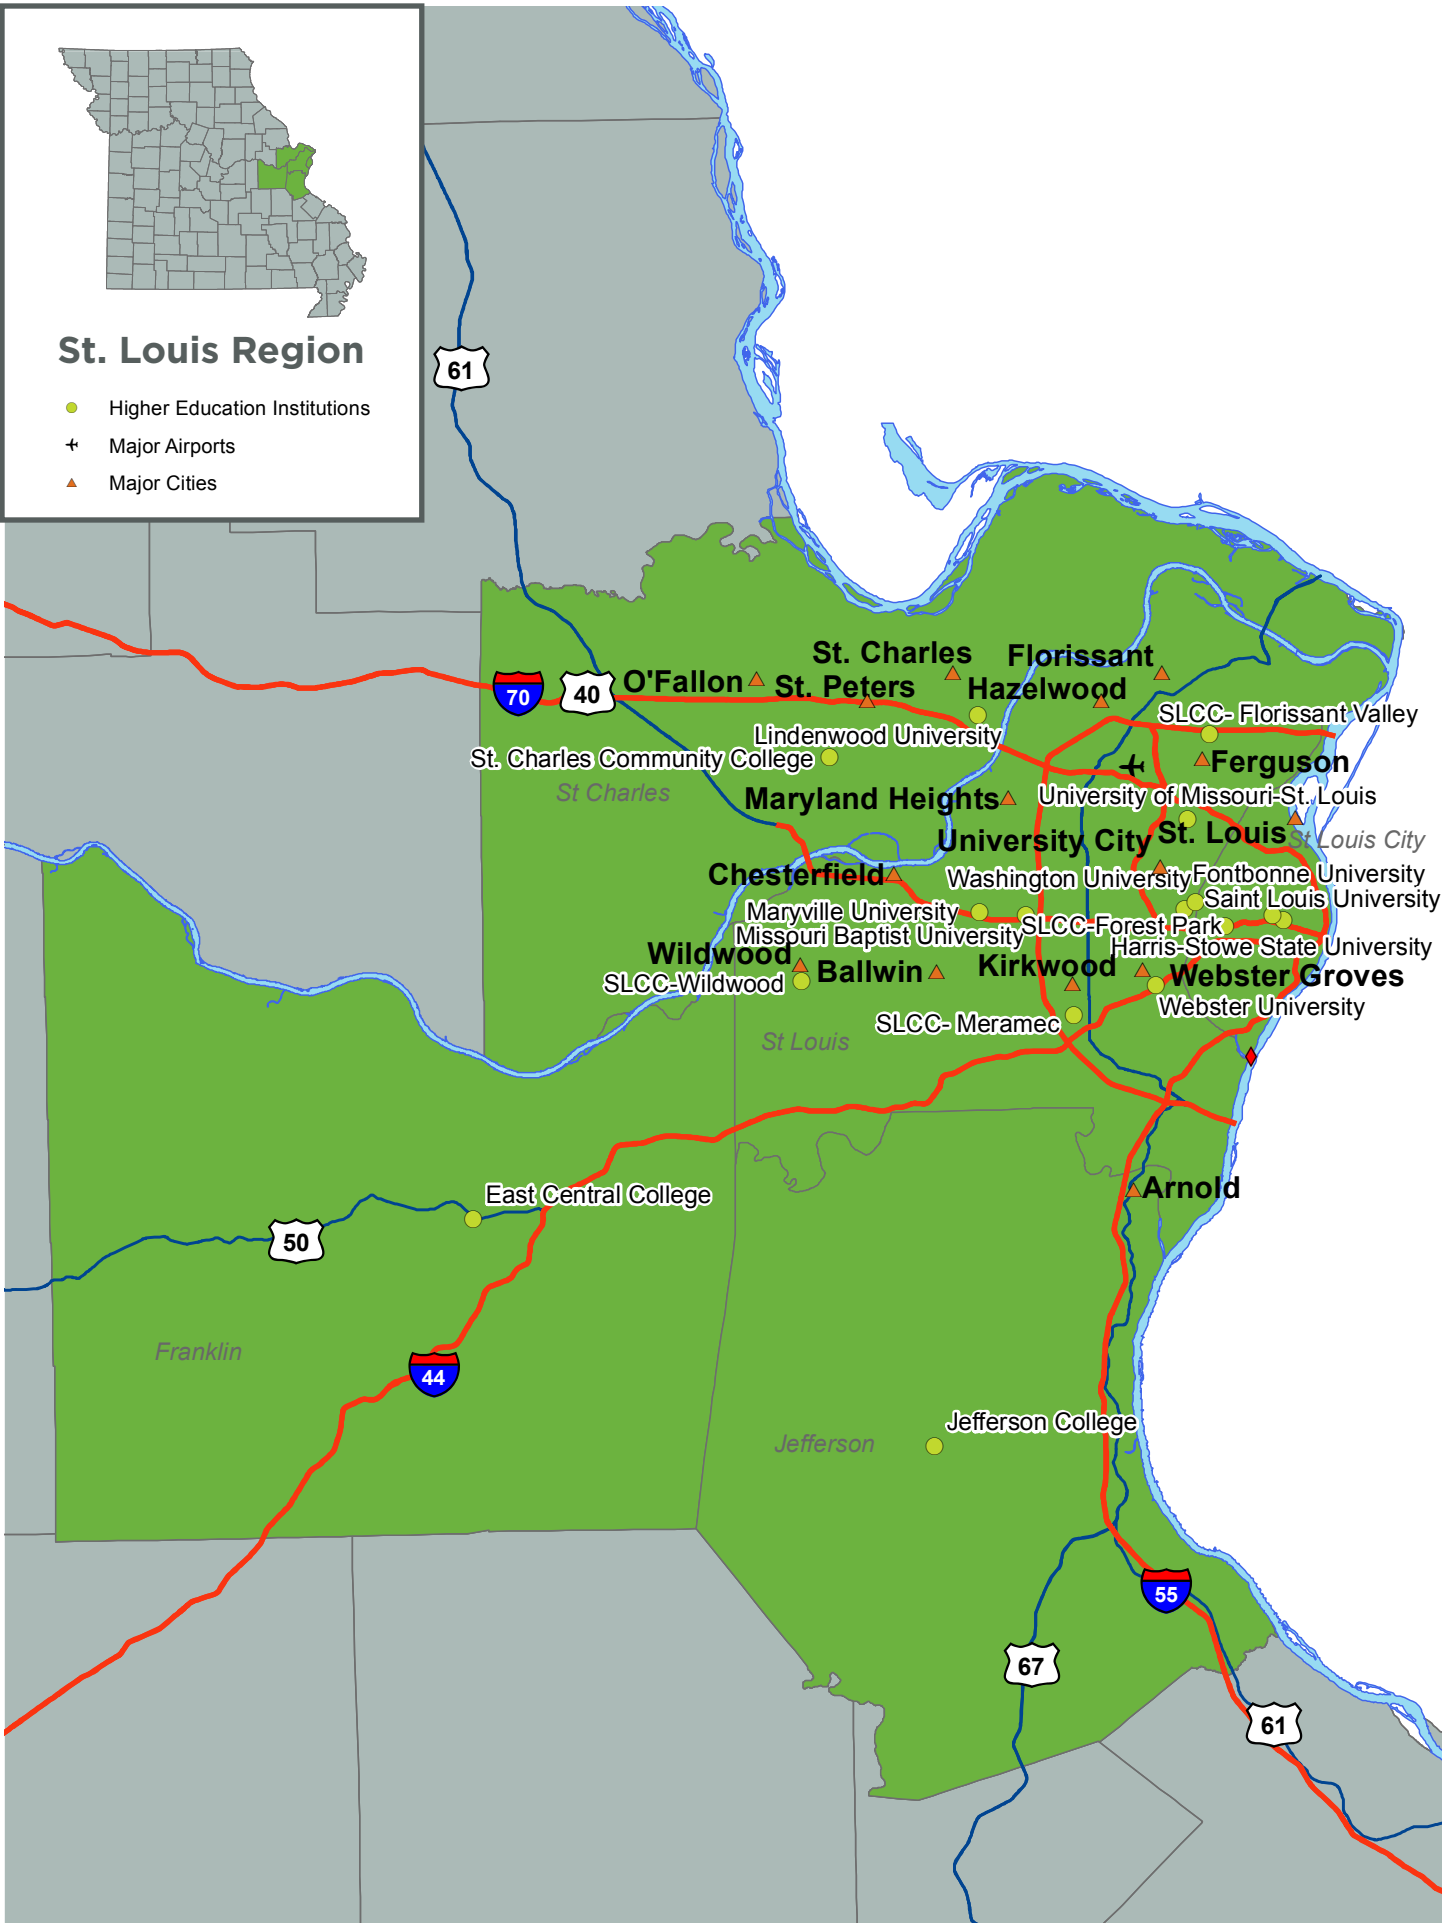 St. Louis Region
Higher Education Institutions
Major Airports
Major Cities
61
St. Charles
Florissant
70
40
O'Fallon
St. Peters
Hazelwood
SLCC- Florissant Valley
Lindenwood University
St. Charles Community College
Ferguson
St Charles
Maryland Heights
University of Missouri-St. Louis
University City
St. Louis
St Louis City
Chesterfield
Washington University
Fontbonne University
Saint Louis University
Maryville University
SLCC-Forest Park
Missouri Baptist University
Harris-Stowe State University
Wildwood
Ballwin
Kirkwood
Webster Groves
SLCC-Wildwood
Webster University
SLCC- Meramec
St Louis
Arnold
East Central College
50
Franklin
44
Jefferson College
Jefferson
55
67
61